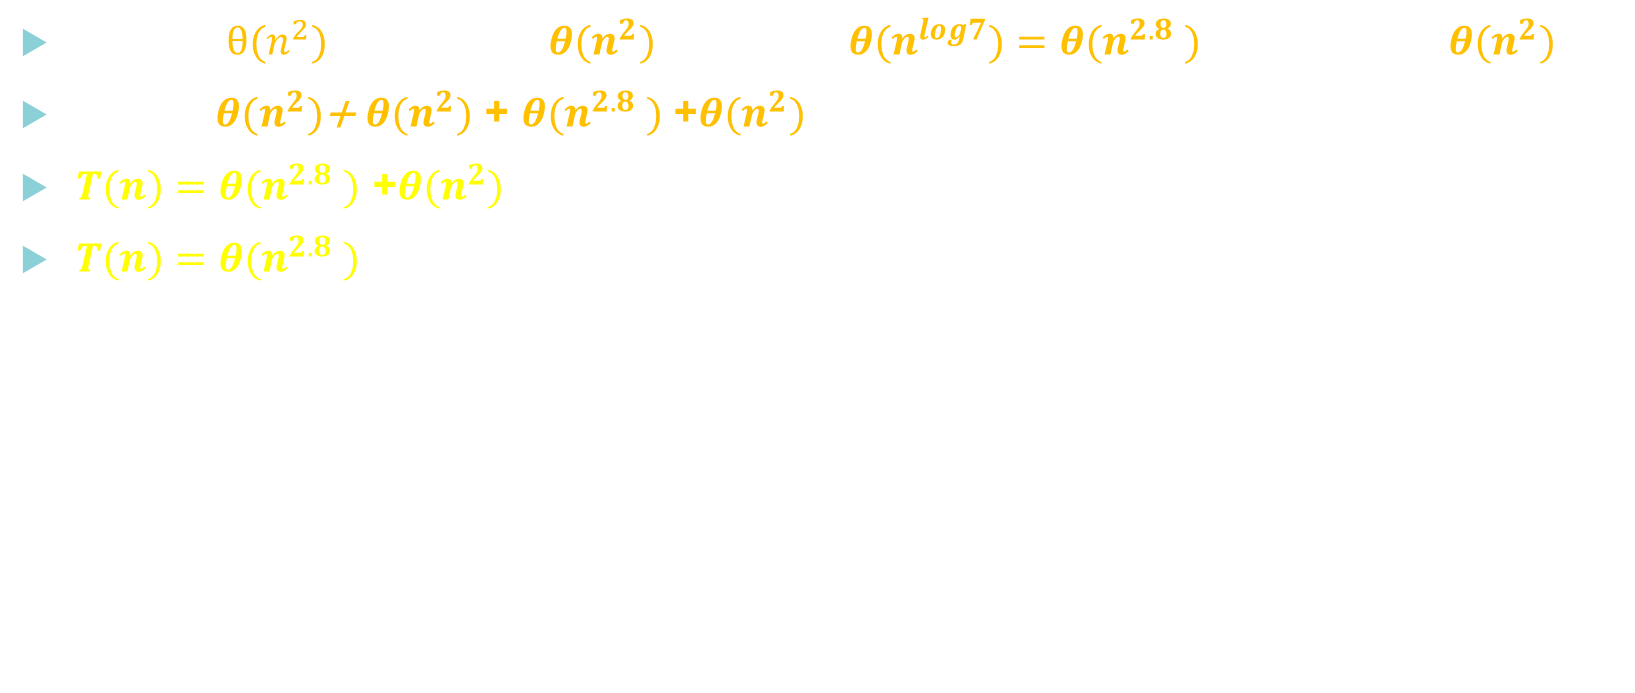 ► θ(n²) θ(n²) θ(n^log7) = θ(n^2.8 ) θ(n²)
► θ(n²)+ θ(n²) + θ(n^2.8 ) +θ(n²)
► T(n) = θ(n^2.8 ) +θ(n²)
► T(n) = θ(n^2.8 )